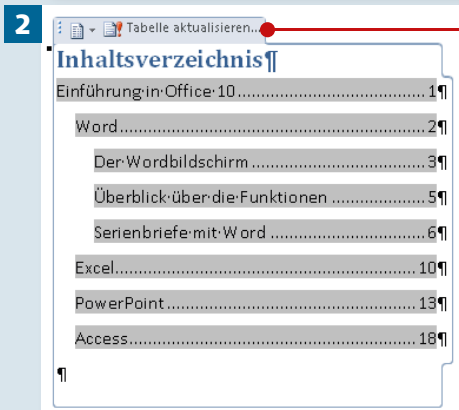 2
Tabelle aktualisieren...
Inhaltsverzeichnis¶
Einführung·in·Office·10........................................1¶
Word........................................................2¶
Der·Wordbildschirm....................................3¶
Überblick·über·die·Funktionen....................5¶
Serienbriefe·mit·Word................................6¶
Excel........................................................10¶
PowerPoint................................................13¶
Access......................................................18¶
¶